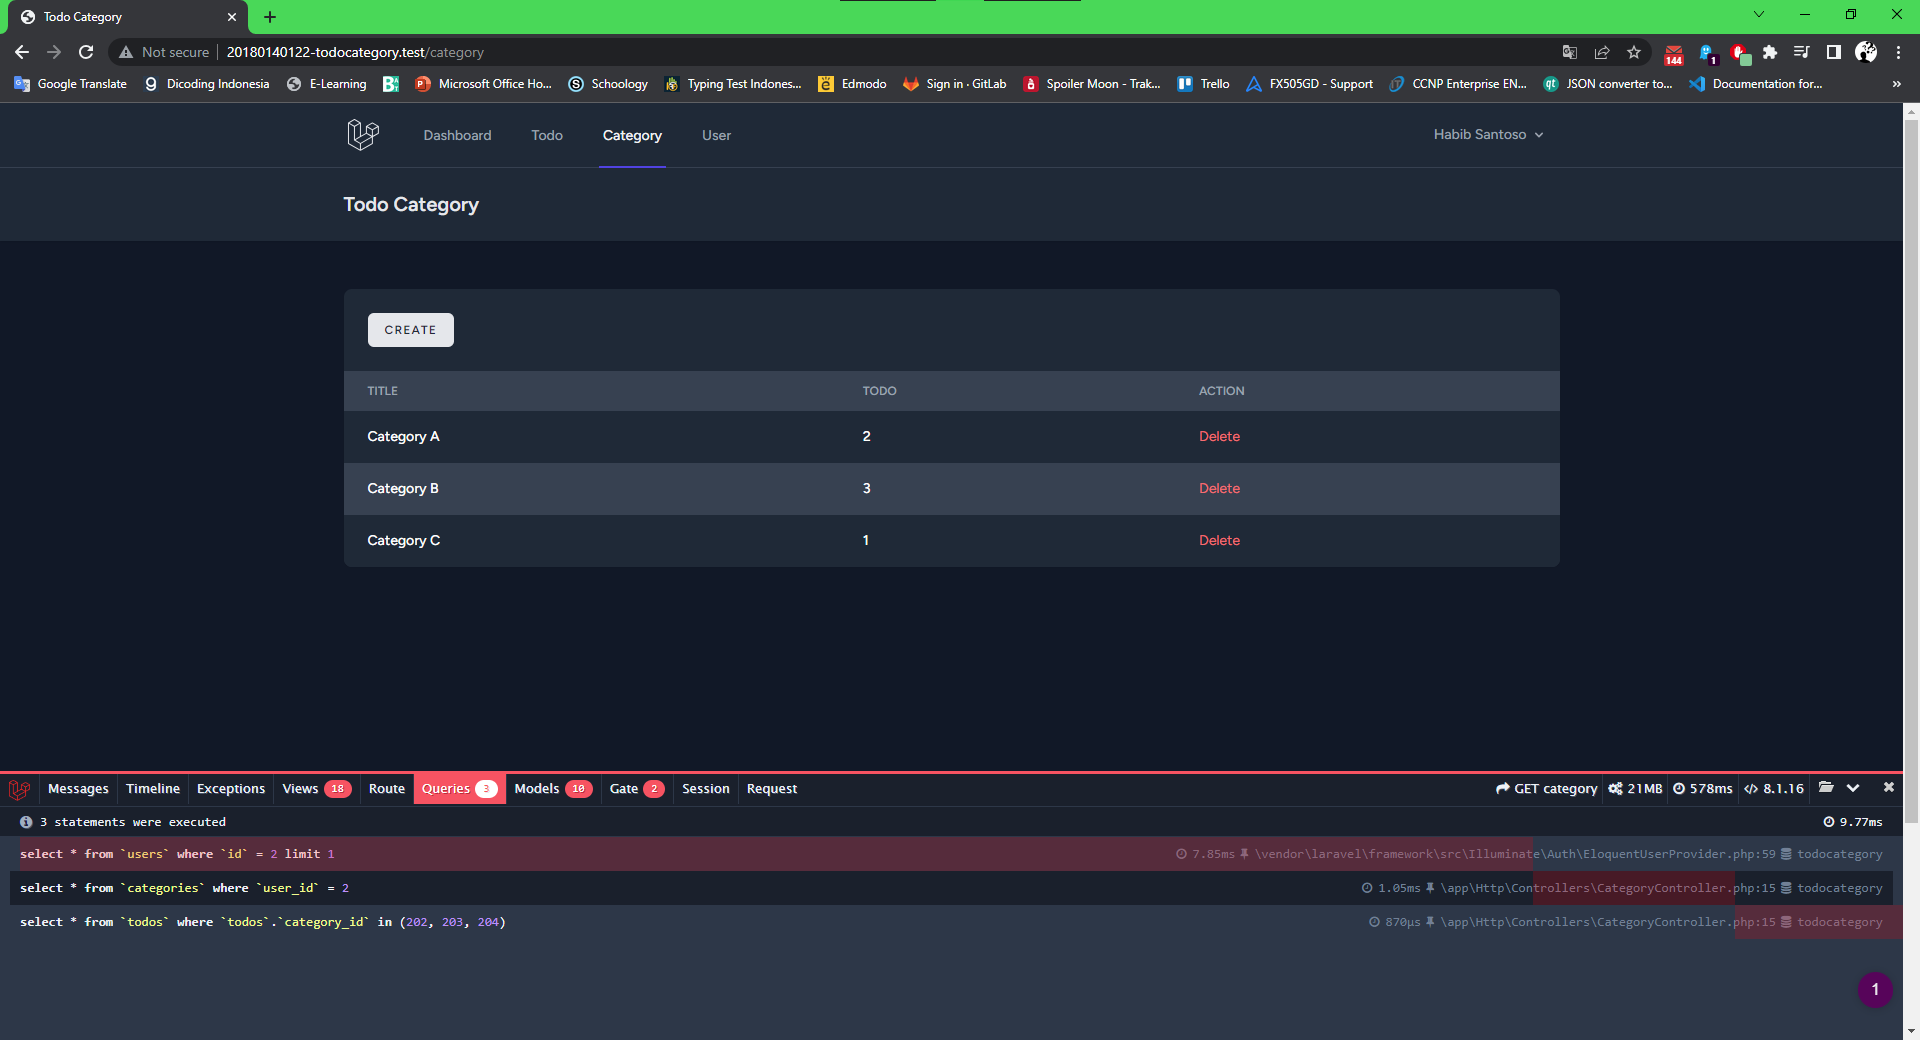 Todo Category
Not secure 20180140122-todocategory.test/category 144 1
Google Translate Dicoding Indonesia E-Learning Microsoft Office Ho... Schoology Typing Test Indones... Edmodo Sign in · GitLab Spoiler Moon - Trak... Trello FX505GD - Support CCNP Enterprise EN... JSON converter to... Documentation for... »
Dashboard Todo Category User Habib Santoso
Todo Category
CREATE
TITLE TODO ACTION
Category A 2 Delete
Category B 3 Delete
Category C 1 Delete
Messages Timeline Exceptions Views 18 Route Queries 3 Models 10 Gate 2 Session Request GET category 21MB 578ms 8.1.16
3 statements were executed 9.77ms
select * from `users` where `id` = 2 limit 1 7.85ms \vendor\laravel\framework\src\Illuminate\Auth\EloquentUserProvider.php:59 todocategory
select * from `categories` where `user_id` = 2 1.05ms \app\Http\Controllers\CategoryController.php:15 todocategory
select * from `todos` where `todos`.`category_id` in (202, 203, 204) 870μs \app\Http\Controllers\CategoryController.php:15 todocategory
1